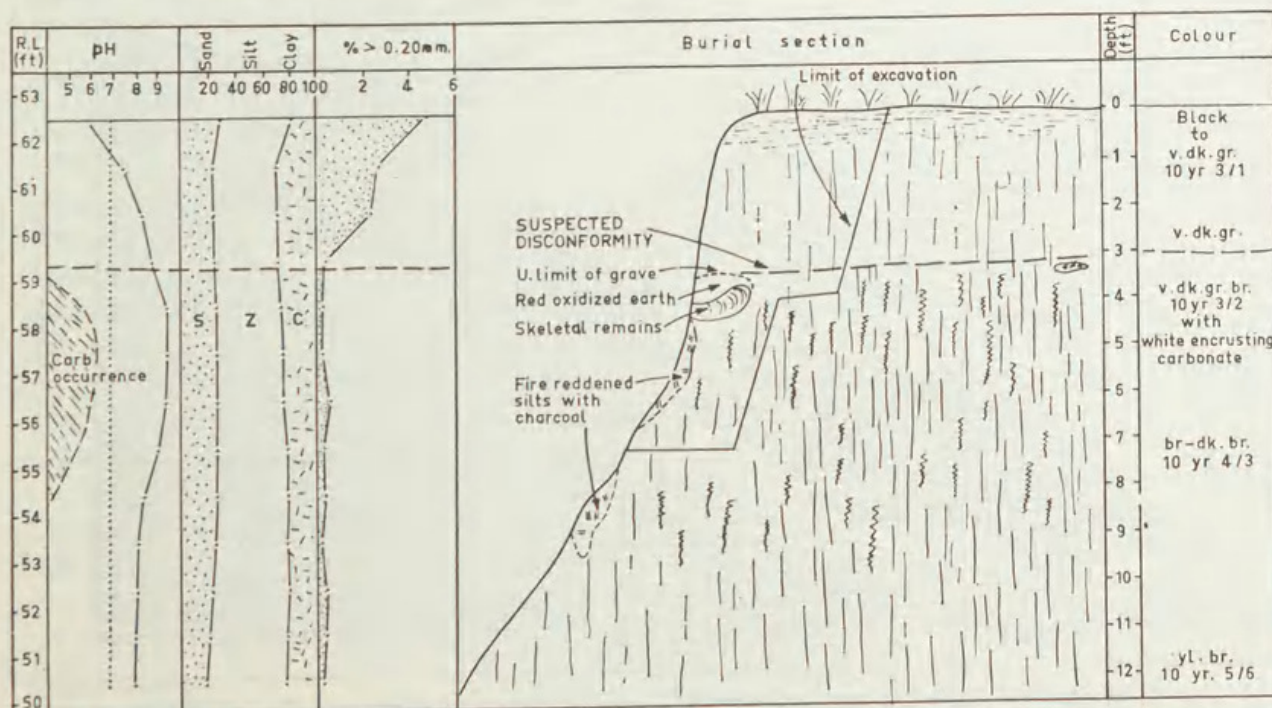 R.L.
(ft)
pH
Sand
Silt
Clay
% > 0.20mm.
Burial section
Depth
(ft)
Colour
5 6 7 8 9
20 40 60 80 100
0 2 4 6
-63
-61
-60
-59
-58
-57
-56
-55
-54
-53
-52
-51
-50
Carb
occurrence
S
Z
C
Limit of excavation
SUSPECTED
DISCONFORMITY
U. limit of grave
Red oxidized earth
Skeletal remains
Fire reddened
silts with
charcoal
0
-1
-2
-3
-4
-5
-6
-7
-8
-9
-10
-11
-12
Black
to
v. dk. gr.
10 yr 3/1
v. dk. gr.
v. dk. gr. br.
10 yr 3/2
with
white encrusting
carbonate
br-dk. br.
10 yr 4/3
yl. br.
10 yr. 5/6